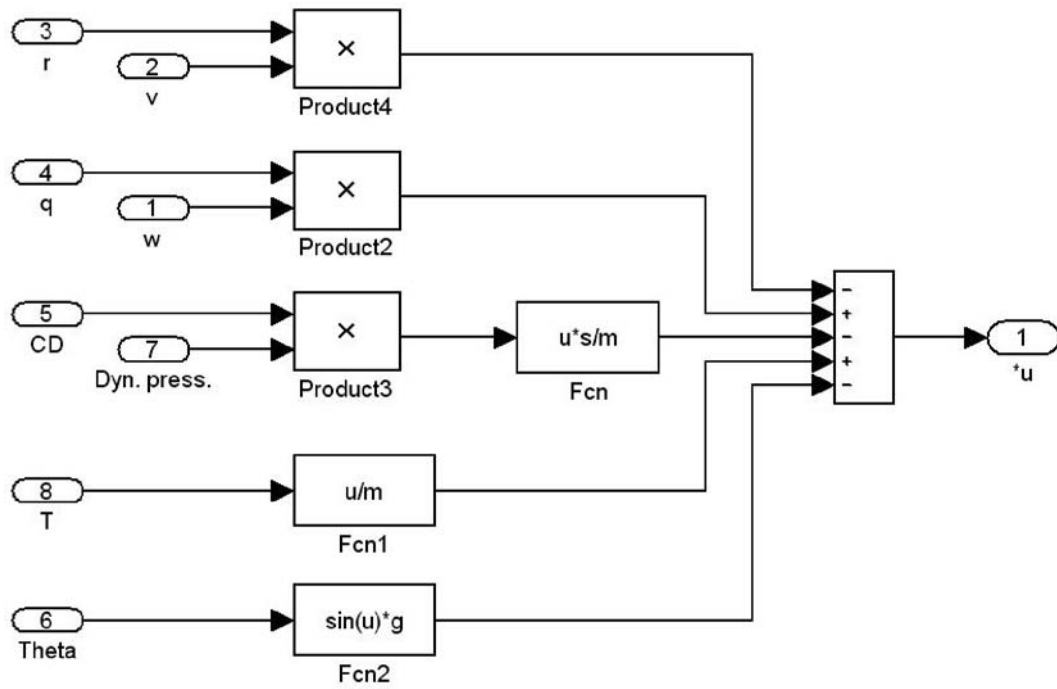 3
r
2
v
×
Product4
4
q
1
w
×
Product2
5
CD
7
Dyn. press.
×
Product3
u*s/m
Fcn
8
T
u/m
Fcn1
6
Theta
sin(u)*g
Fcn2
−
+
−
+
−
1
*u